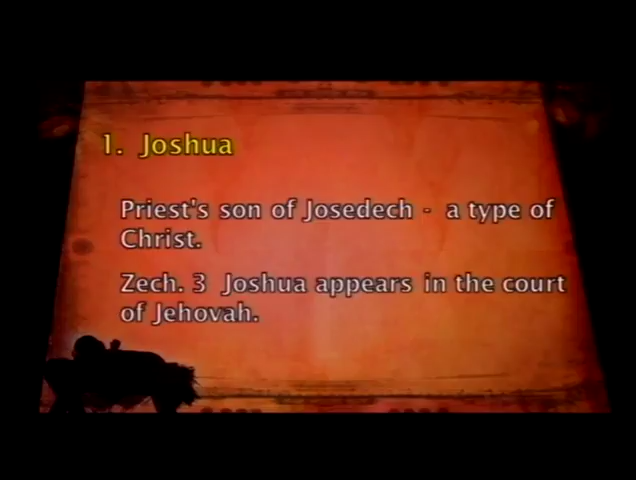 1. Joshua
Priest's son of Josedech - a type of
Christ.
Zech. 3 Joshua appears in the court
of Jehovah.